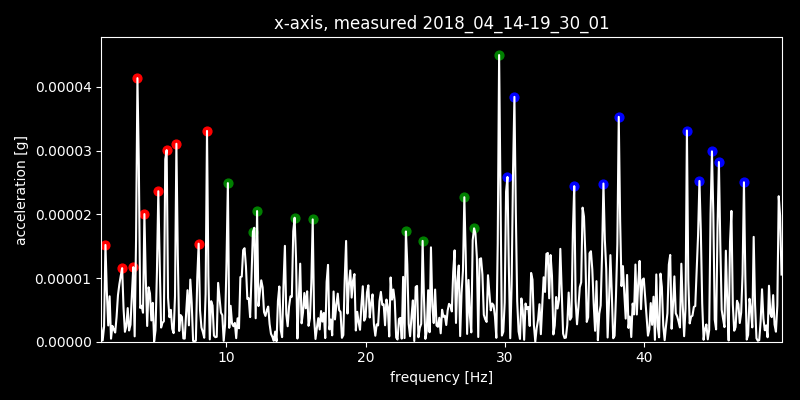 x-axis, measured 2018_04_14-19_30_01
acceleration [g]
0.00004
0.00003
0.00002
0.00001
0.00000
10 20 30 40
frequency [Hz]